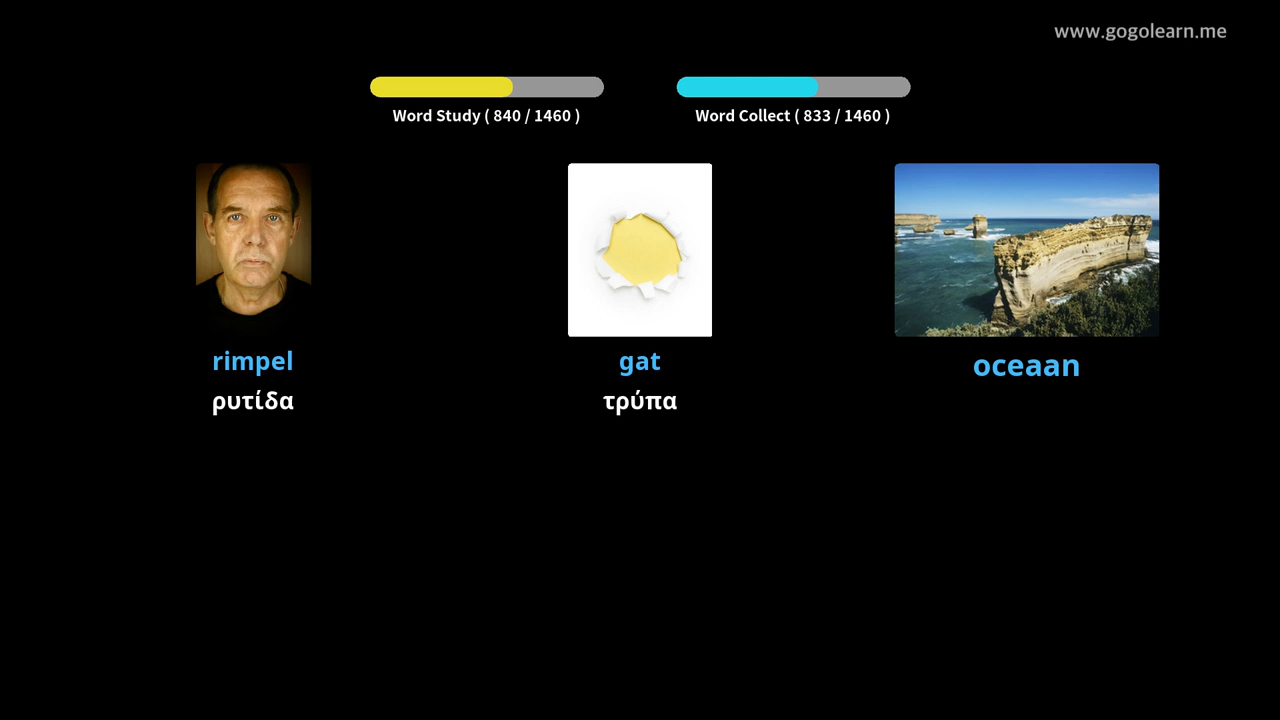 www.gogolearn.me
Word Study ( 840 / 1460 )
Word Collect ( 833 / 1460 )
rimpel
ρυτίδα
gat
τρύπα
oceaan